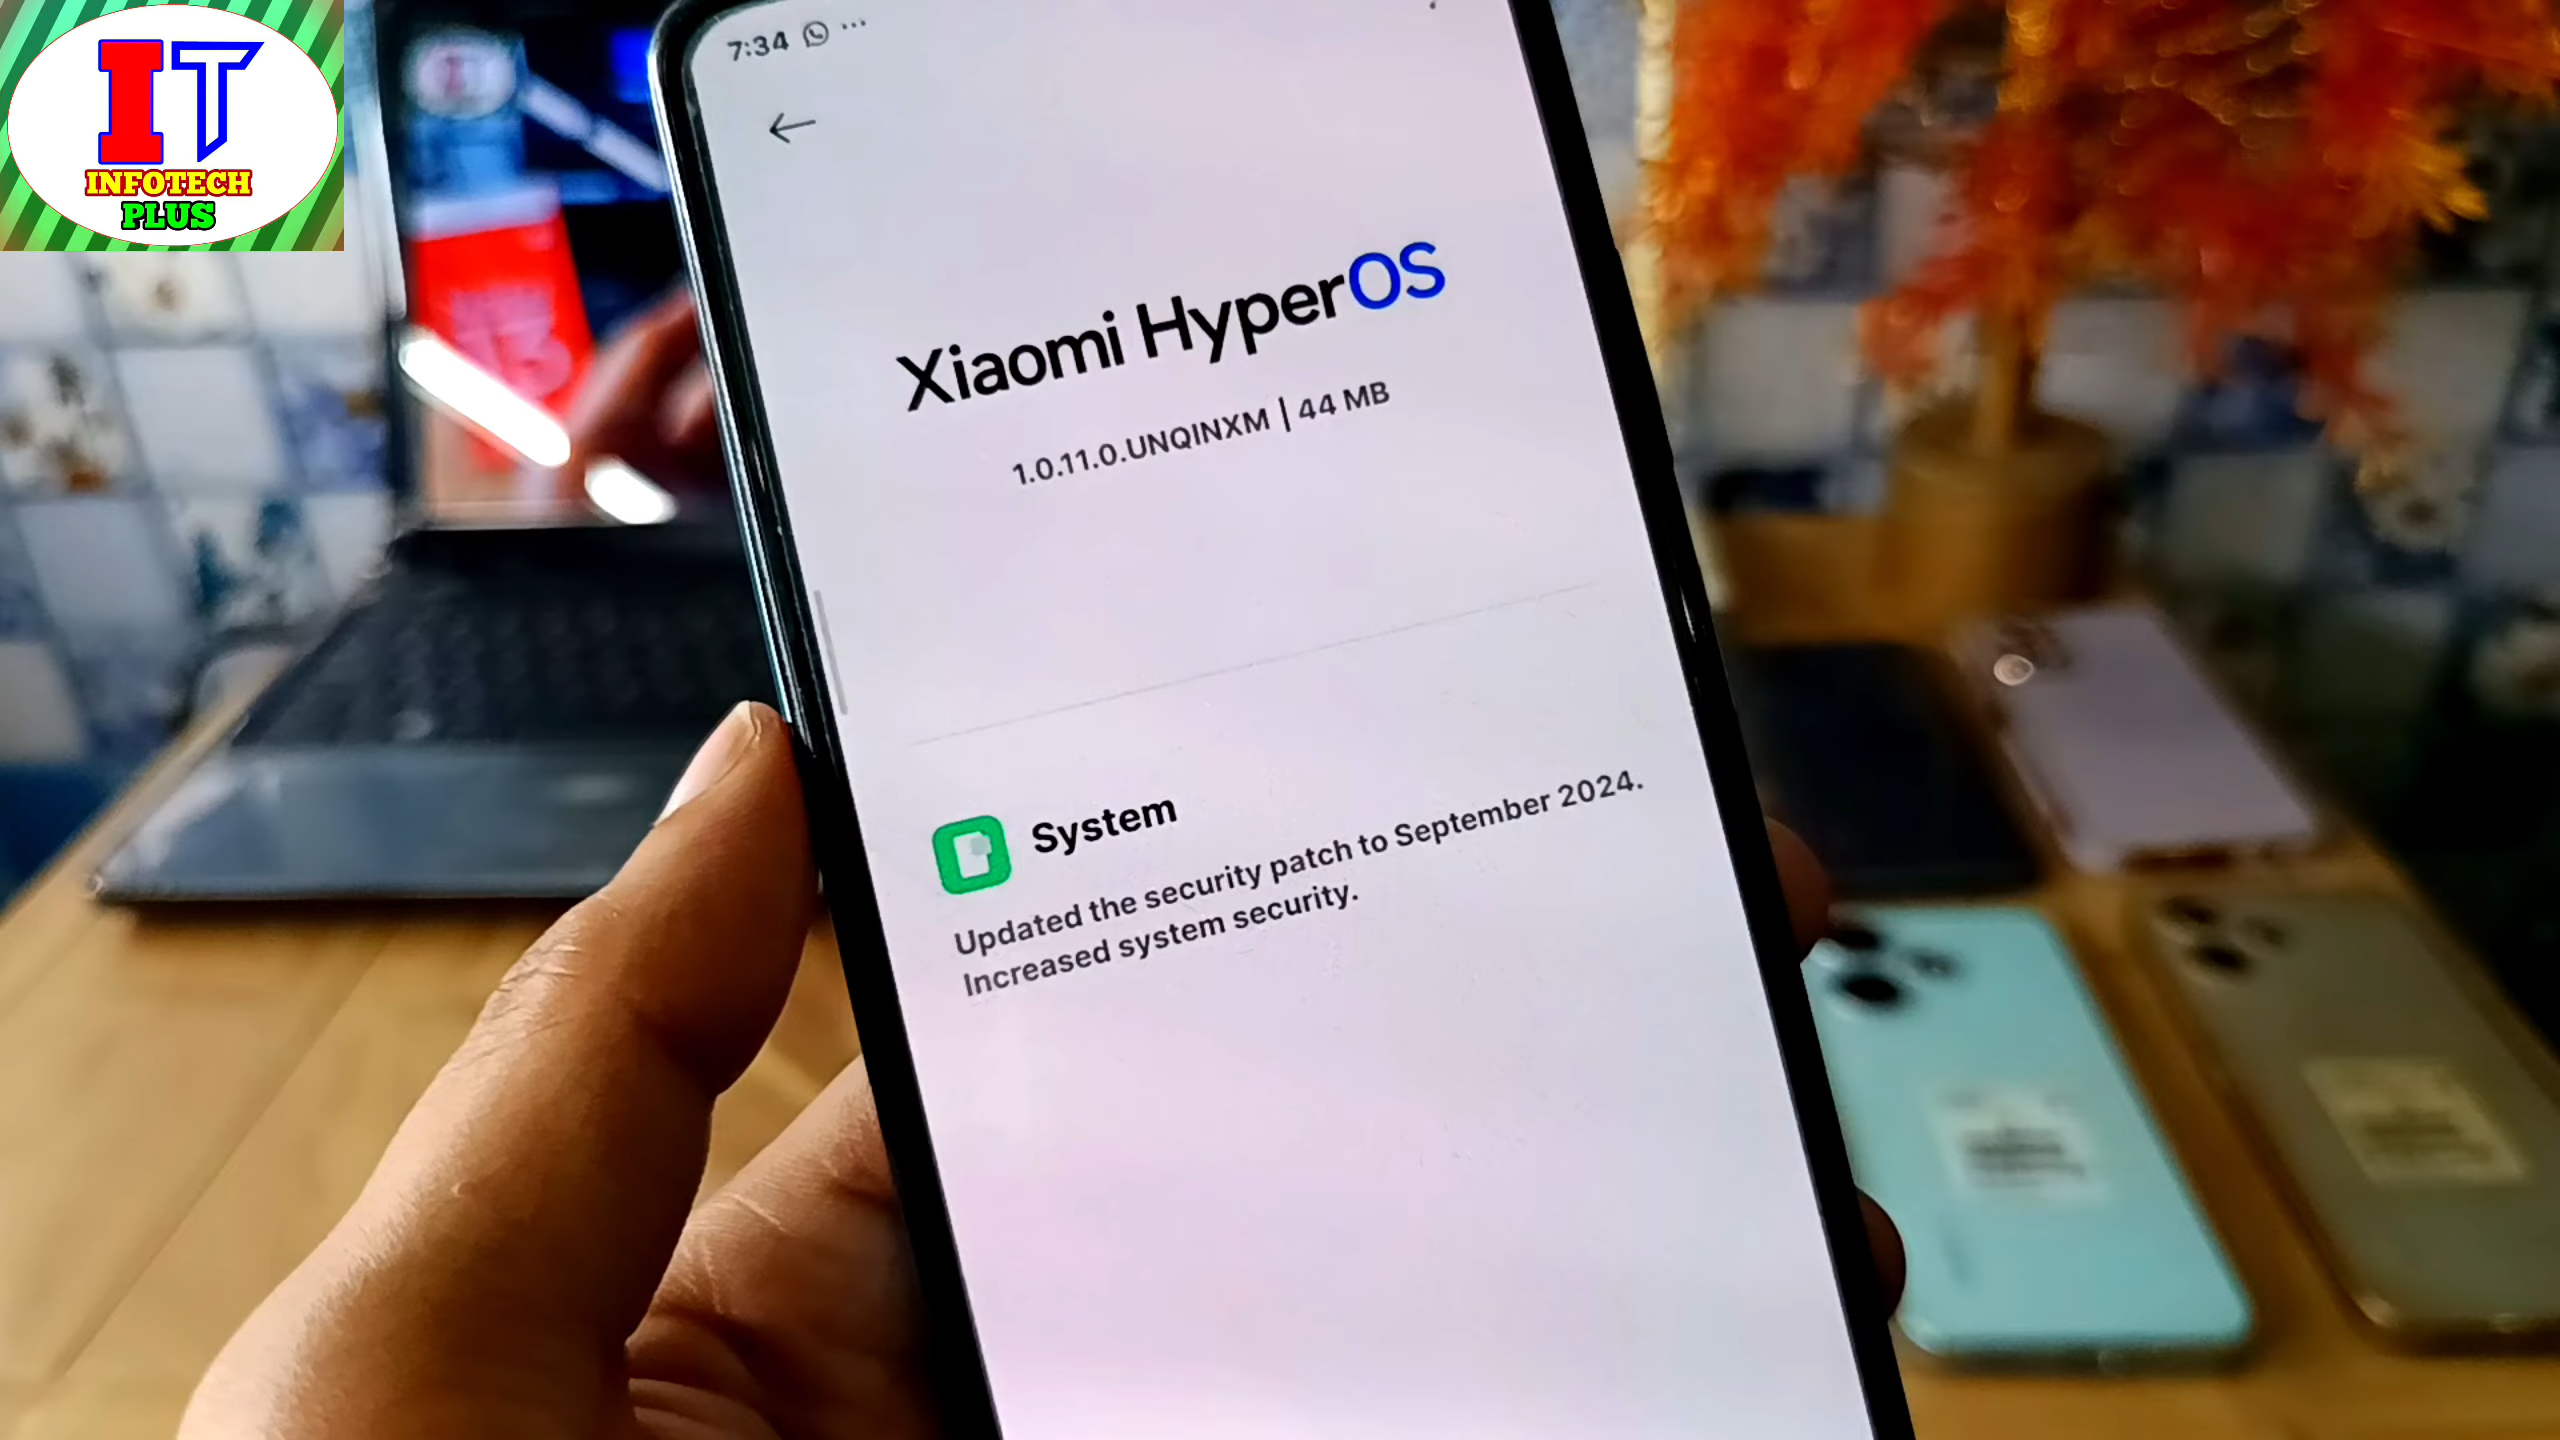 IT
INFOTECH
PLUS
7:34
Xiaomi HyperOS
1.0.11.0.UNQINXM | 44 MB
System
Updated the security patch to September 2024.
Increased system security.